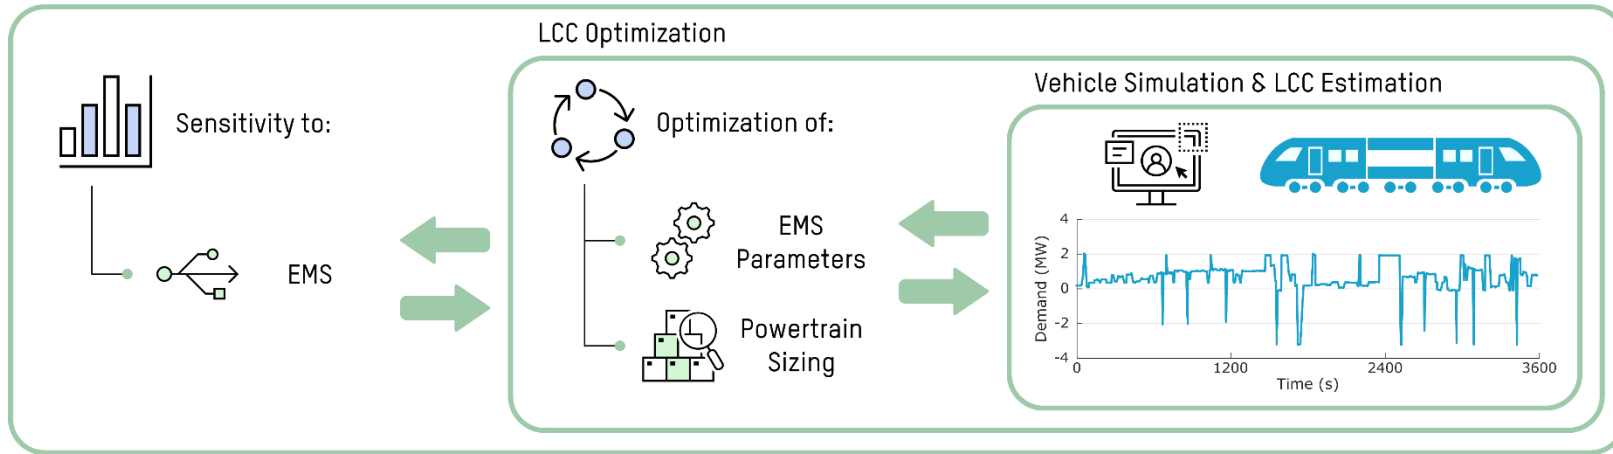 LCC Optimization
Vehicle Simulation & LCC Estimation
Sensitivity to:
EMS
Optimization of:
EMS
Parameters
Powertrain
Sizing
Demand (MW)
4
2
0
-2
-4
0
1200
2400
3600
Time (s)